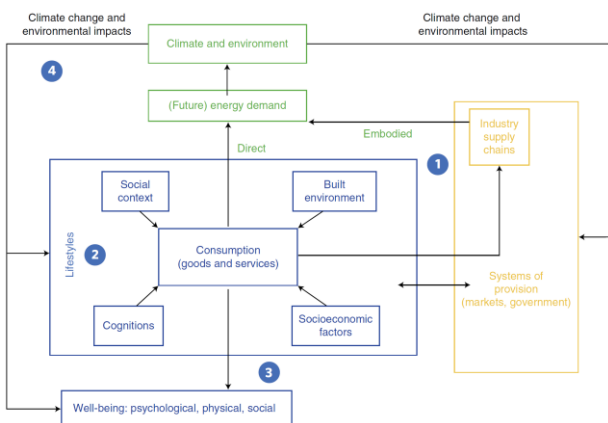 Climate change and
environmental impacts
Climate change and
environmental impacts
Climate and environment
4
(Future) energy demand
Embodied
Industry
supply
chains
Direct
1
Social
context
Built
environment
Lifestyles
2
Consumption
(goods and services)
Systems of
provision
(markets, government)
Cognitions
Socioeconomic
factors
3
Well-being: psychological, physical, social